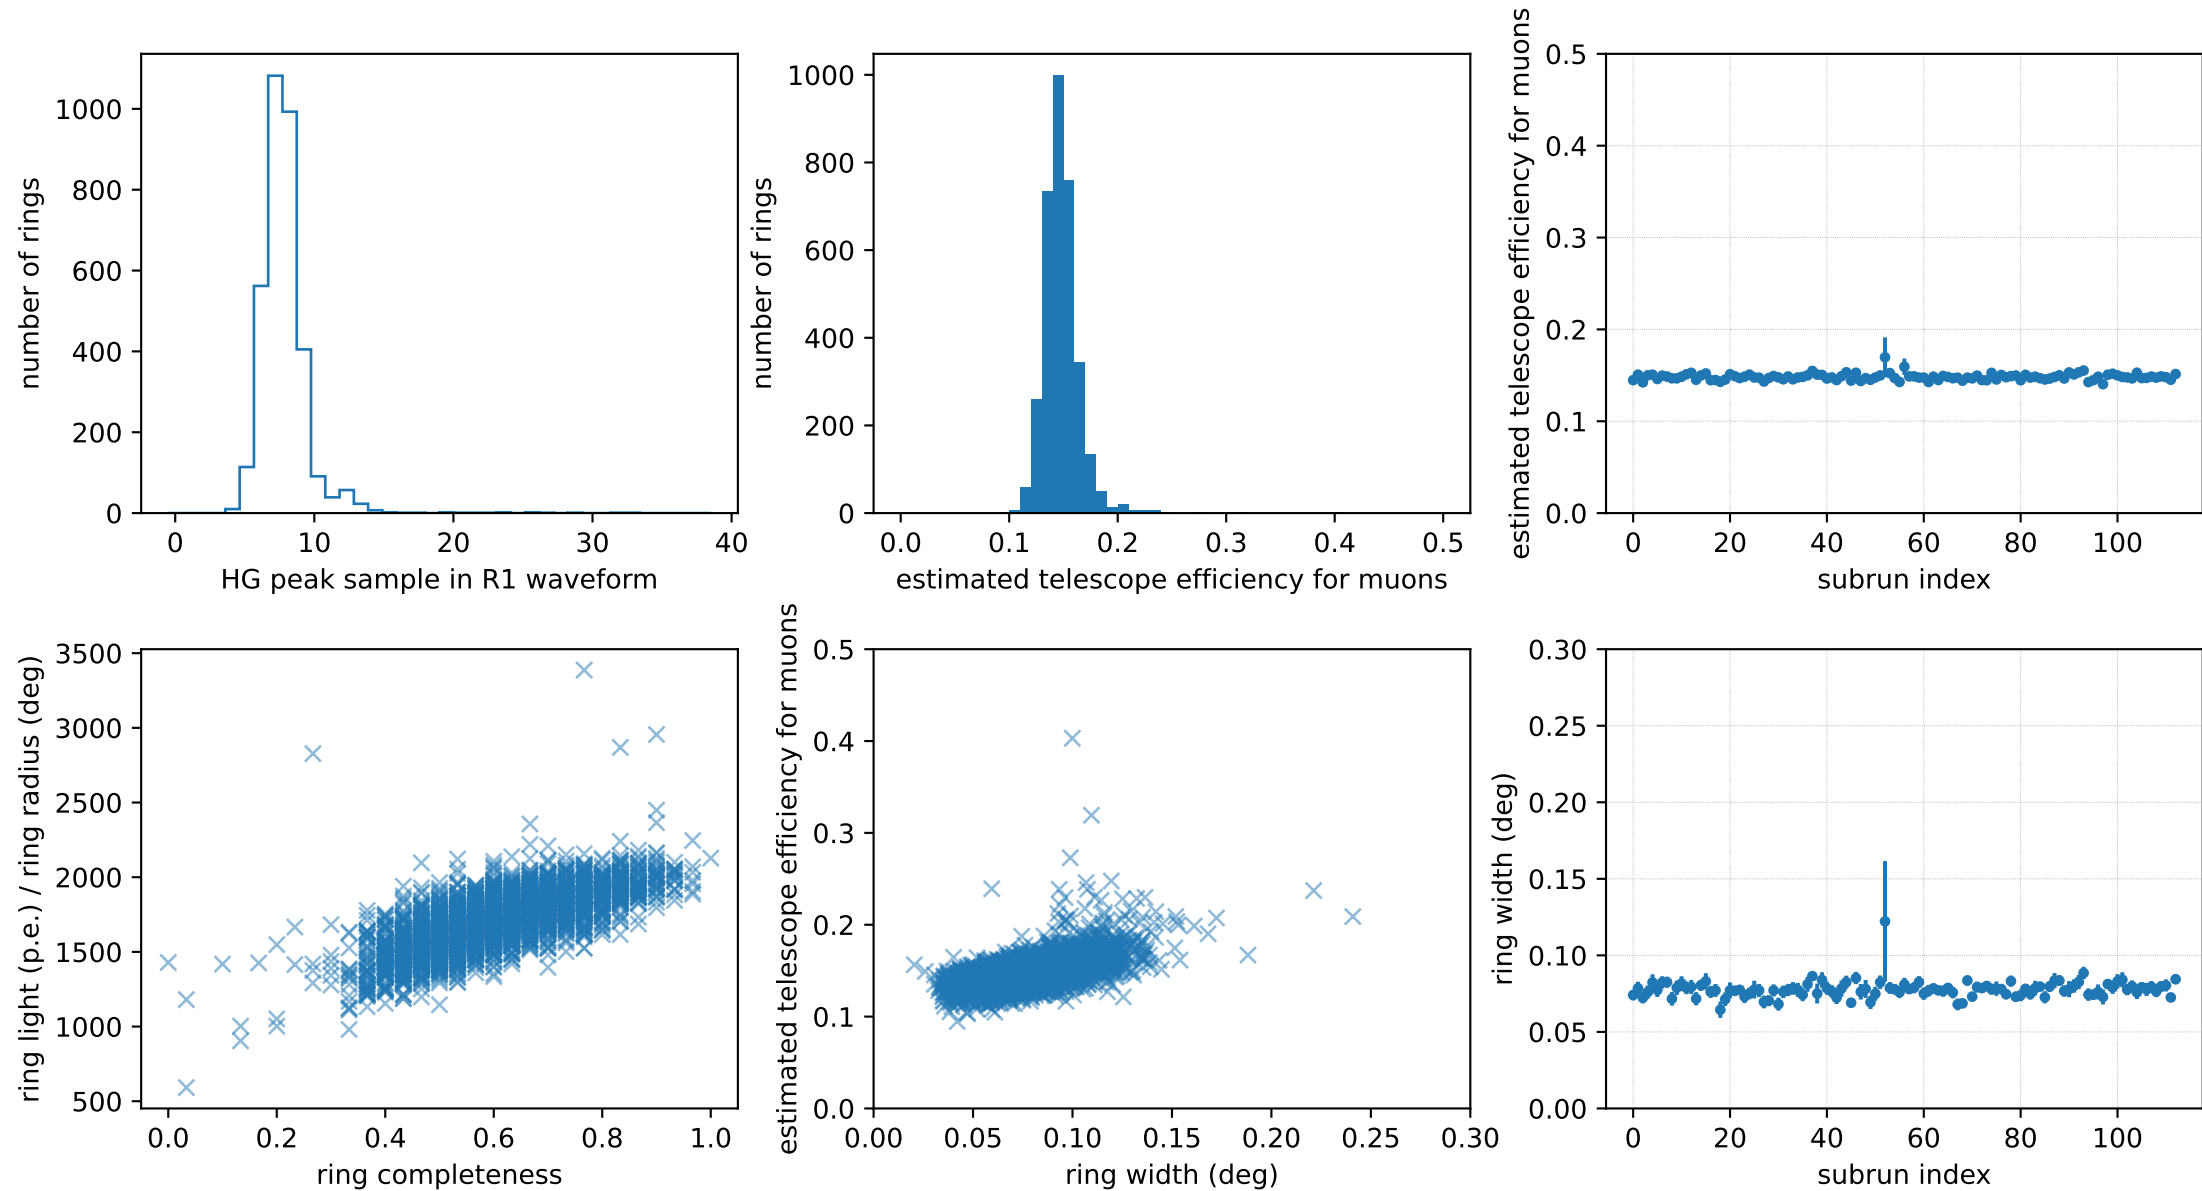 number of rings
1000
800
600
400
200
0
0 10 20 30 40
HG peak sample in R1 waveform
number of rings
1000
800
600
400
200
0
0.0 0.1 0.2 0.3 0.4 0.5
estimated telescope efficiency for muons
estimated telescope efficiency for muons
0.5
0.4
0.3
0.2
0.1
0.0
0 20 40 60 80 100
subrun index
ring light (p.e.) / ring radius (deg)
3500
3000
2500
2000
1500
1000
500
0.0 0.2 0.4 0.6 0.8 1.0
ring completeness
estimated telescope efficiency for muons
0.5
0.4
0.3
0.2
0.1
0.0
0.00 0.05 0.10 0.15 0.20 0.25 0.30
ring width (deg)
ring width (deg)
0.30
0.25
0.20
0.15
0.10
0.05
0.00
0 20 40 60 80 100
subrun index